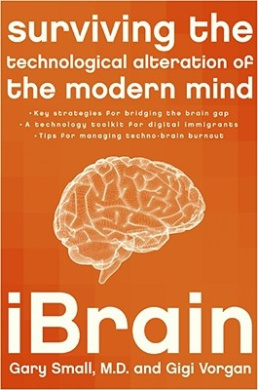 surviving the
technological alteration of
the modern mind
•Key strategies for bridging the brain gap
•A technology toolkit for digital immigrants
•Tips for managing techno-brain burnout
iBrain
Gary Small, M.D. and Gigi Vorgan